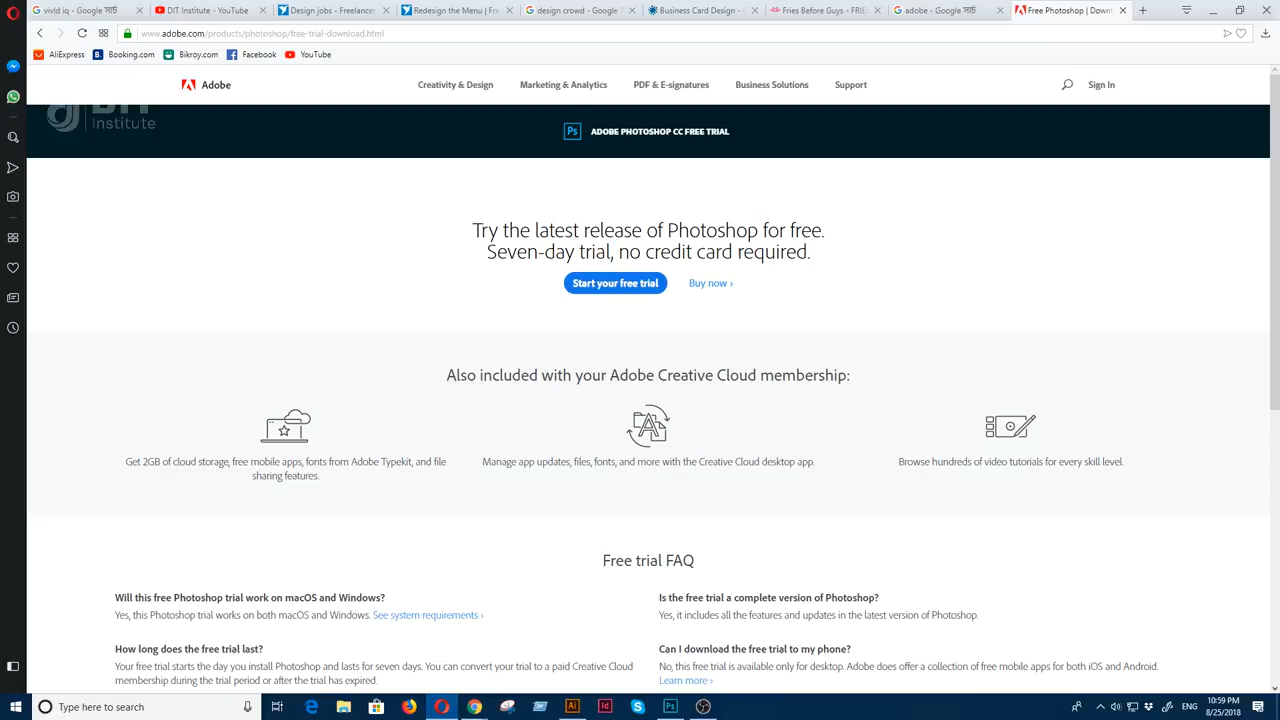 vivld.iq - Google সার্চ
DIT Institute - YouTube
Design jobs - Freelancer
Redesign the Menu | Fre
design crowd - Google স
Business Card Design - C
Fries Before Guys - FRIE
adobe - Google সার্চ
Free Photoshop | Downl
www.adobe.com/products/photoshop/free-trial-download.html
AliExpress
Booking.com
Bikroy.com
Facebook
YouTube
Adobe
Creativity & Design
Marketing & Analytics
PDF & E-signatures
Business Solutions
Support
Sign In
Institute
Ps ADOBE PHOTOSHOP CC FREE TRIAL
Try the latest release of Photoshop for free.
Seven-day trial, no credit card required.
Start your free trial
Buy now ›
Also included with your Adobe Creative Cloud membership:
Get 2GB of cloud storage, free mobile apps, fonts from Adobe Typekit, and file
sharing features.
Manage app updates, files, fonts, and more with the Creative Cloud desktop app.
Browse hundreds of video tutorials for every skill level.
Free trial FAQ
Will this free Photoshop trial work on macOS and Windows?
Yes, this Photoshop trial works on both macOS and Windows. See system requirements ›
Is the free trial a complete version of Photoshop?
Yes, it includes all the features and updates in the latest version of Photoshop.
How long does the free trial last?
Your free trial starts the day you install Photoshop and lasts for seven days. You can convert your trial to a paid Creative Cloud
membership during the trial period or after the trial has expired.
Can I download the free trial to my phone?
No, this free trial is available only for desktop. Adobe does offer a collection of free mobile apps for both iOS and Android.
Learn more ›
Type here to search
Ai
Id
Ps
ENG
10:59 PM
8/25/2018